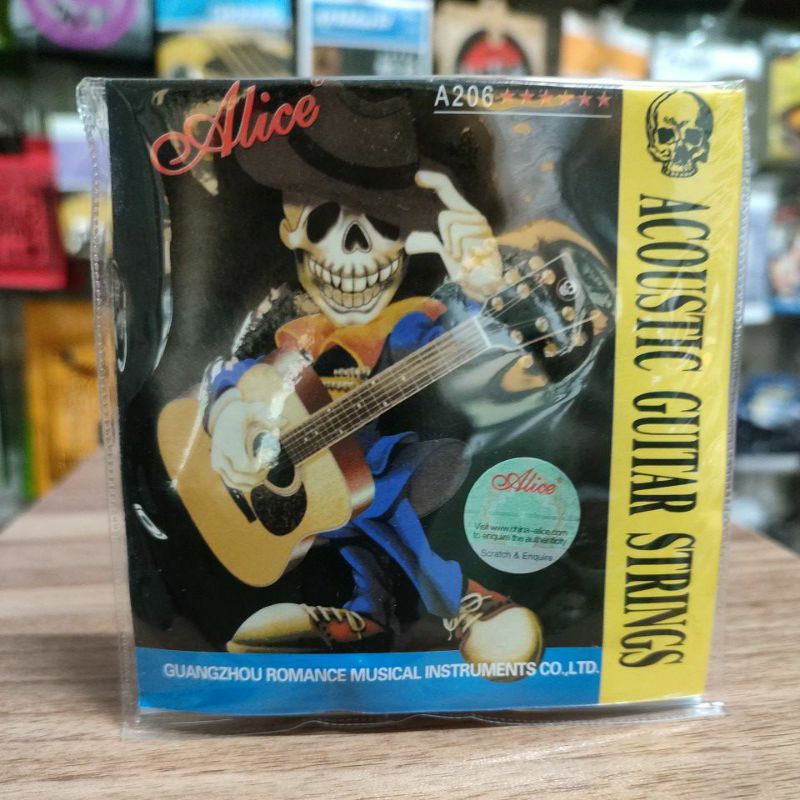 Alice
A206
ACOUSTIC GUITAR STRINGS
Alice
Visit www.china-alice.com
to enquire the authenticity
Scratch & Enquire
GUANGZHOU ROMANCE MUSICAL INSTRUMENTS CO.,LTD.